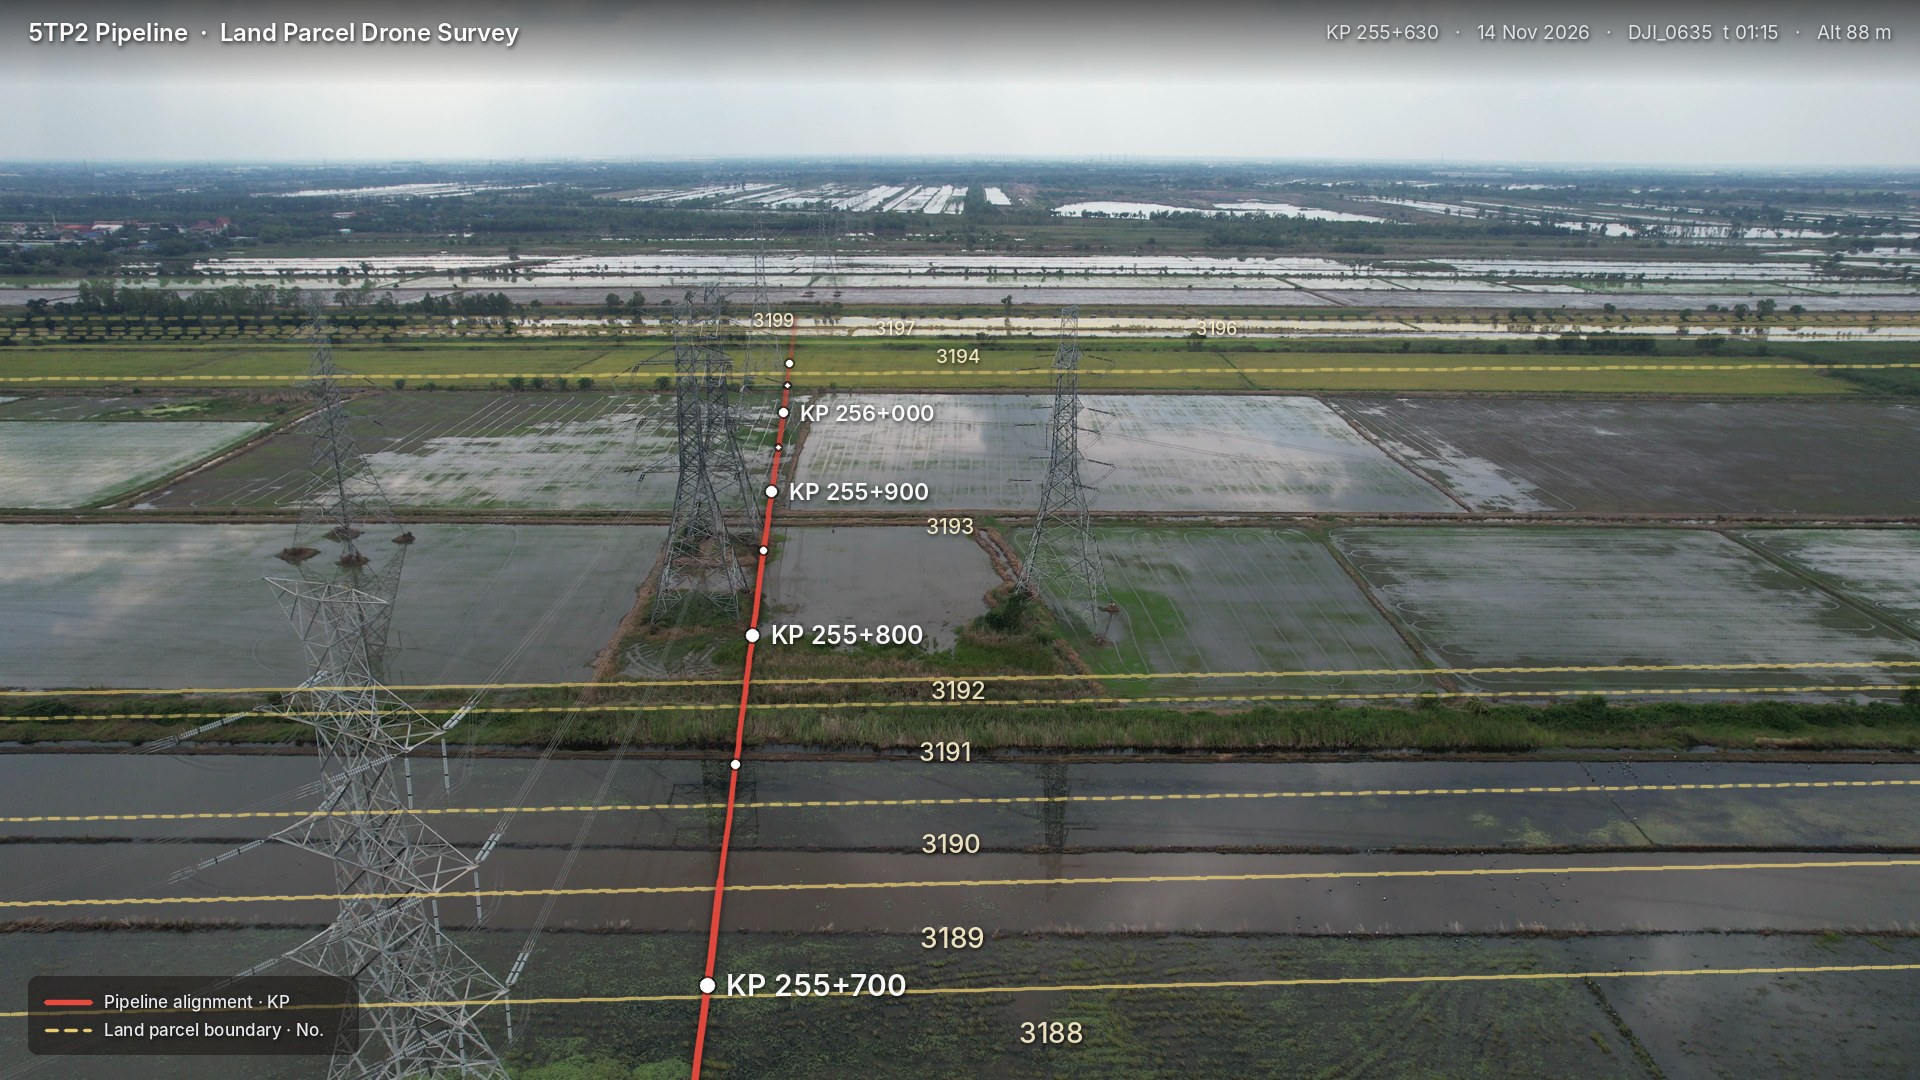 5TP2 Pipeline · Land Parcel Drone Survey
KP 255+630 · 14 Nov 2026 · DJI_0635 t 01:15 · Alt 88 m
3199
3197
3196
3194
KP 256+000
KP 255+900
3193
KP 255+800
3192
3191
3190
3189
KP 255+700
3188
Pipeline alignment · KP
Land parcel boundary · No.